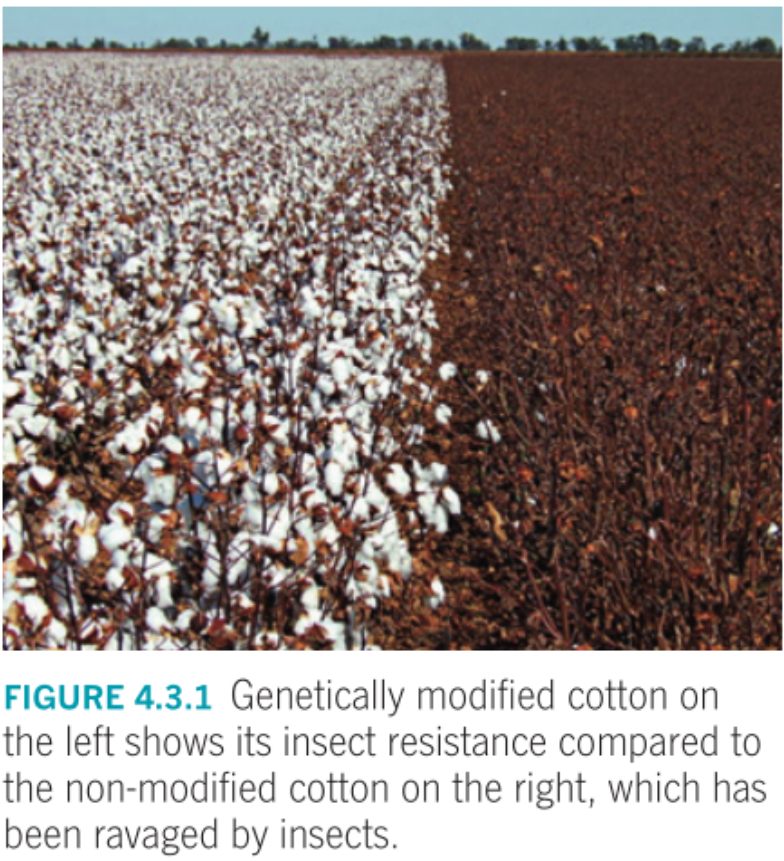 FIGURE 4.3.1 Genetically modified cotton on
the left shows its insect resistance compared to
the non-modified cotton on the right, which has
been ravaged by insects.